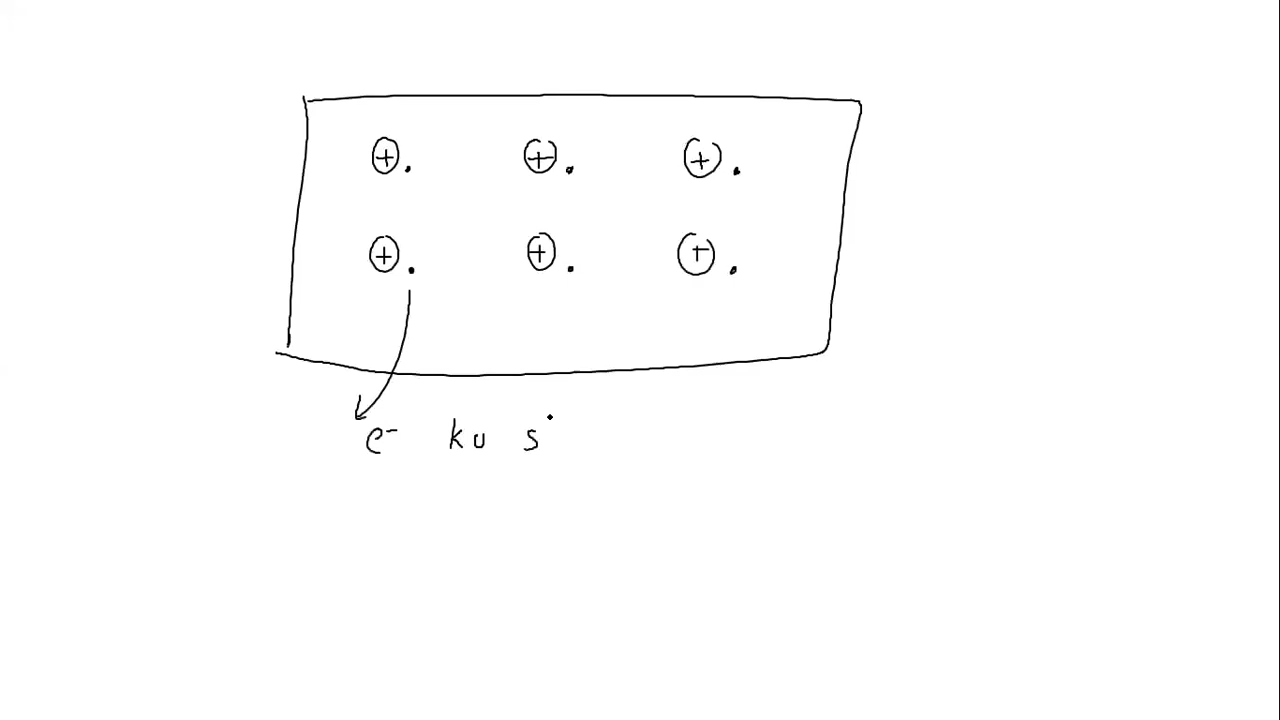 + + +
+ + +
e⁻ ku s